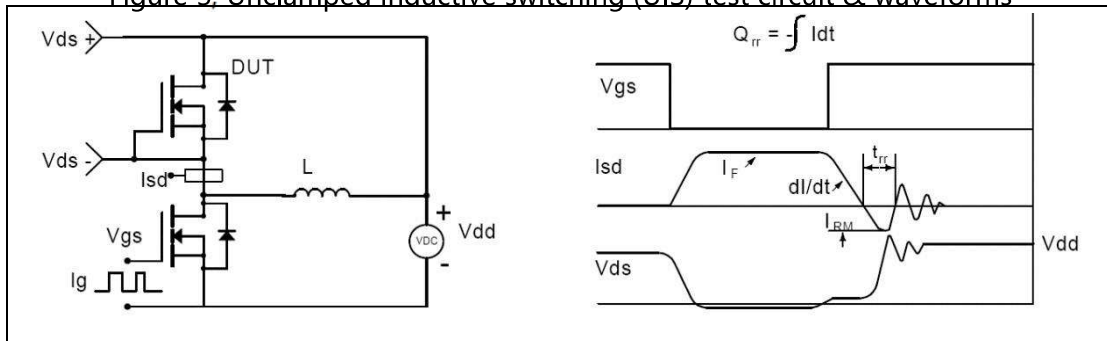 Figure 3, Unclamped inductive switching (UIS) test circuit & waveforms
Vds +
DUT
Vds -
Isd
L
Vgs
Ig
+
VDC
-
Vdd
Qrr = -∫ Idt
Vgs
Isd
IF
dI/dt
trr
IRM
Vdd
Vds